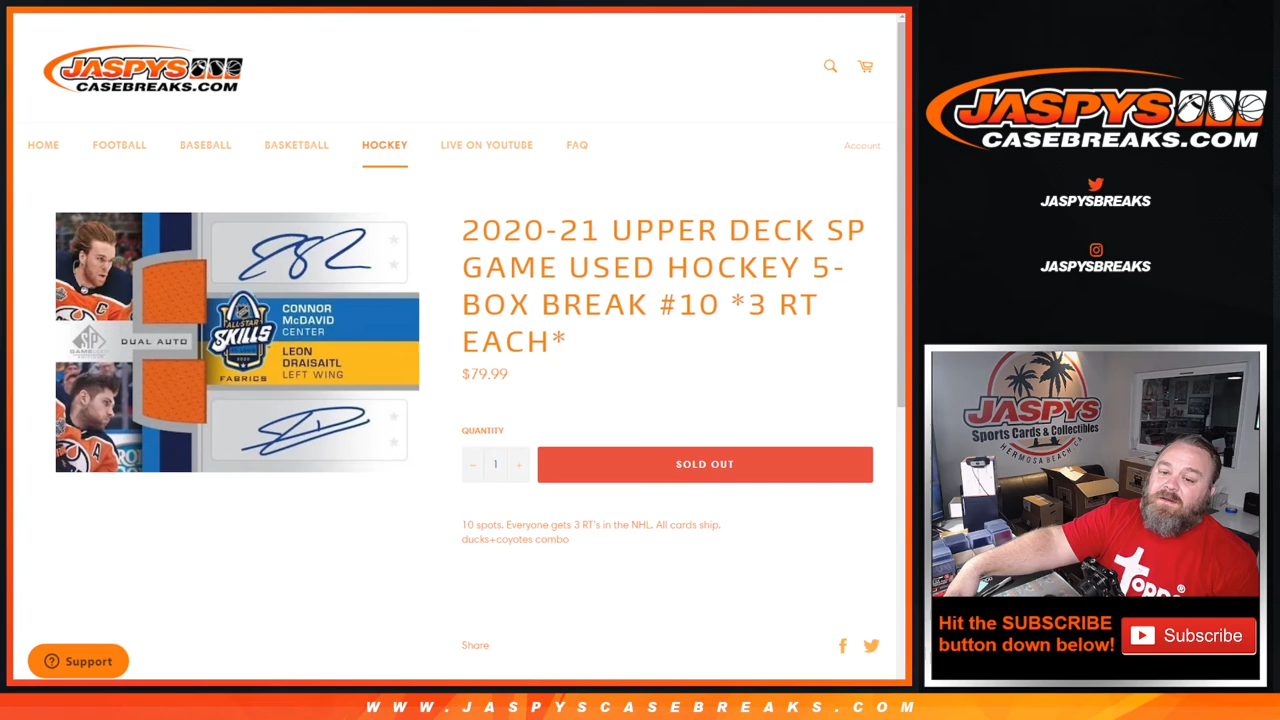 JASPYS
CASEBREAKS.COM
HOME FOOTBALL BASEBALL BASKETBALL HOCKEY LIVE ON YOUTUBE FAQ Account
2020-21 UPPER DECK SP
GAME USED HOCKEY 5-
BOX BREAK #10 *3 RT
EACH*
$79.99
QUANTITY
− 1 + SOLD OUT
10 spots. Everyone gets 3 RT's in the NHL. All cards ship.
ducks+coyotes combo
Share
Support
SP
DUAL AUTO
ALL-STAR
SKILLS
FABRICS
CONNOR
McDAVID
CENTER
LEON
DRAISAITL
LEFT WING
JASPYS
CASEBREAKS.COM
JASPYSBREAKS
JASPYSBREAKS
JASPYS
Sports Cards & Collectibles
HERMOSA BEACH, CA
Topps
Hit the SUBSCRIBE
button down below!
Subscribe
WWW.JASPYSCASEBREAKS.COM